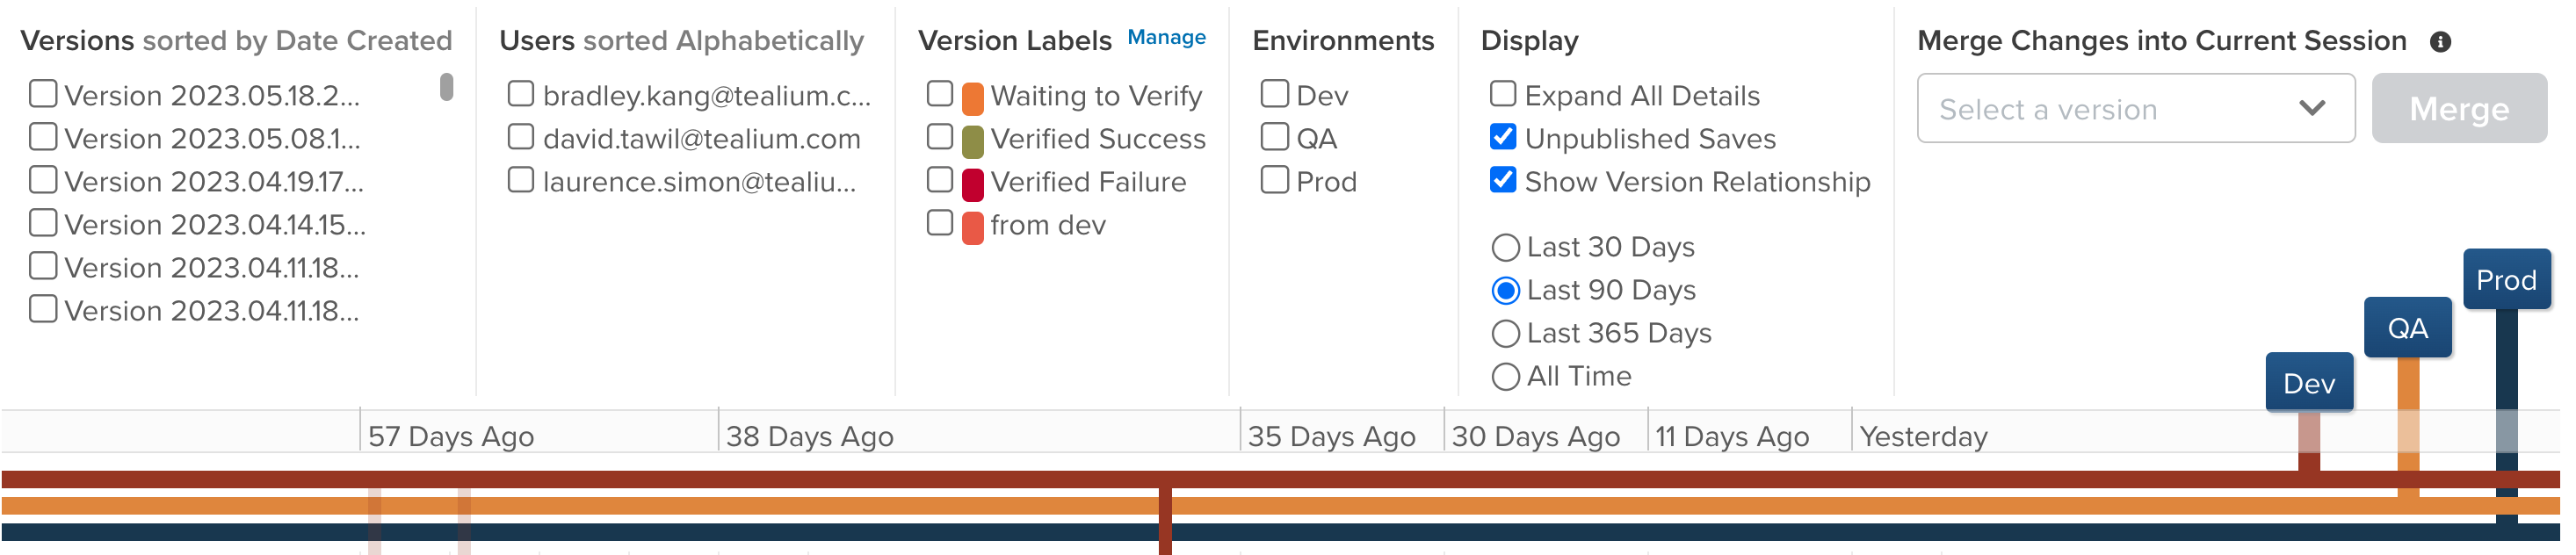 Versions sorted by Date Created
Version 2023.05.18.2...
Version 2023.05.08.1...
Version 2023.04.19.17...
Version 2023.04.14.15...
Version 2023.04.11.18...
Version 2023.04.11.18...
Users sorted Alphabetically
bradley.kang@tealium.c...
david.tawil@tealium.com
laurence.simon@tealiu...
Version Labels Manage
Waiting to Verify
Verified Success
Verified Failure
from dev
Environments
Dev
QA
Prod
Display
Expand All Details
Unpublished Saves
Show Version Relationship
Last 30 Days
Last 90 Days
Last 365 Days
All Time
Merge Changes into Current Session
Select a version
Merge
Prod
QA
Dev
57 Days Ago
38 Days Ago
35 Days Ago
30 Days Ago
11 Days Ago
Yesterday